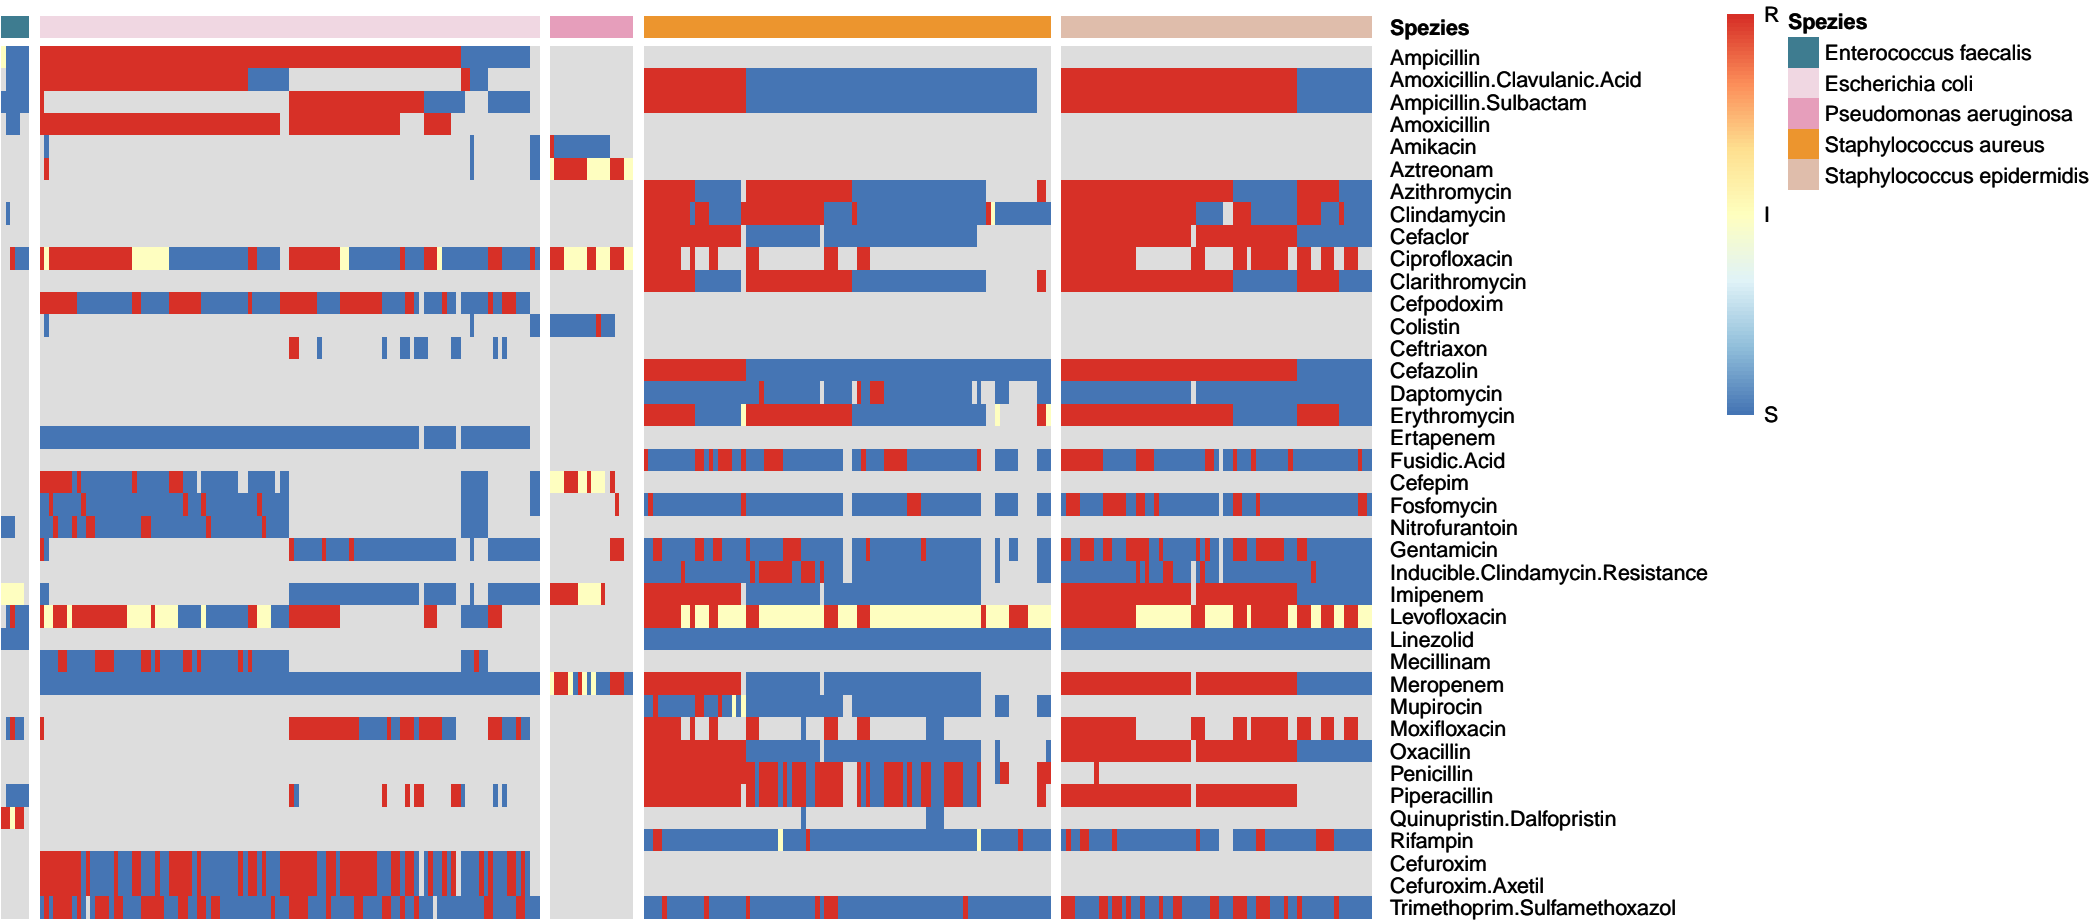 Spezies
Ampicillin
Amoxicillin.Clavulanic.Acid
Ampicillin.Sulbactam
Amoxicillin
Amikacin
Aztreonam
Azithromycin
Clindamycin
Cefaclor
Ciprofloxacin
Clarithromycin
Cefpodoxim
Colistin
Ceftriaxon
Cefazolin
Daptomycin
Erythromycin
Ertapenem
Fusidic.Acid
Cefepim
Fosfomycin
Nitrofurantoin
Gentamicin
Inducible.Clindamycin.Resistance
Imipenem
Levofloxacin
Linezolid
Mecillinam
Meropenem
Mupirocin
Moxifloxacin
Oxacillin
Penicillin
Piperacillin
Quinupristin.Dalfopristin
Rifampin
Cefuroxim
Cefuroxim.Axetil
Trimethoprim.Sulfamethoxazol
R
I
S
Spezies
Enterococcus faecalis
Escherichia coli
Pseudomonas aeruginosa
Staphylococcus aureus
Staphylococcus epidermidis